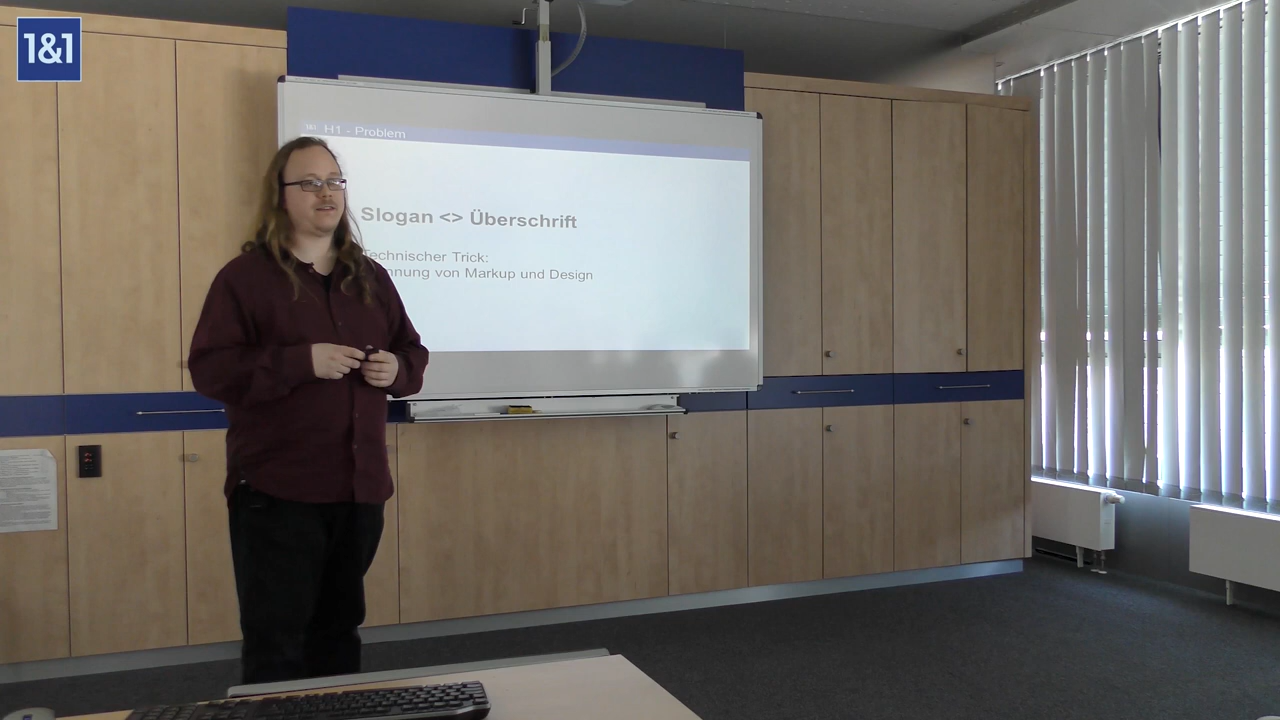 1&1
H1 - Problem
Slogan <> Überschrift
Technischer Trick:
nnung von Markup und Design